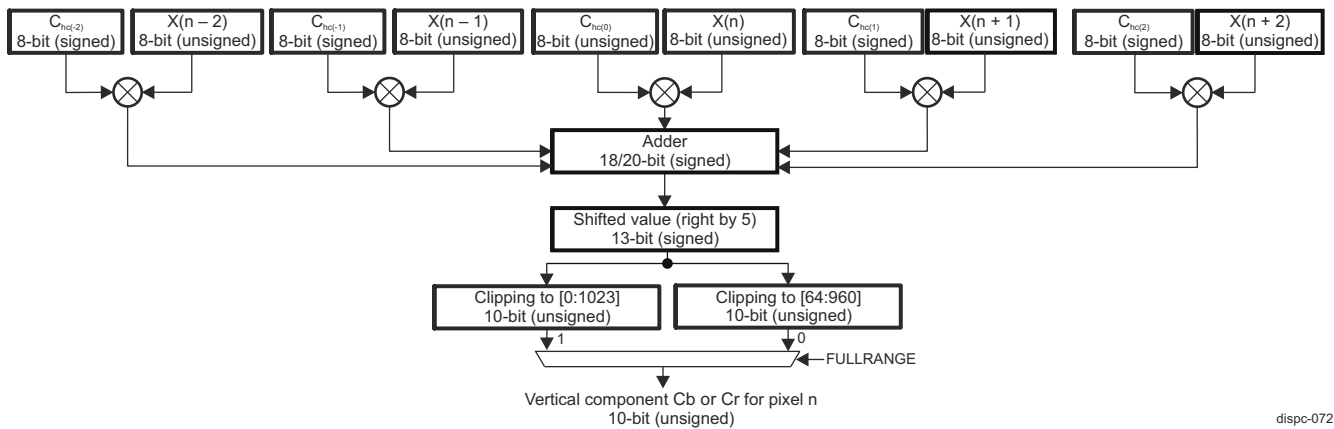 Chc(-2)
8-bit (signed)
X(n – 2)
8-bit (unsigned)
Chc(-1)
8-bit (signed)
X(n – 1)
8-bit (unsigned)
Chc(0)
8-bit (unsigned)
X(n)
8-bit (unsigned)
Chc(1)
8-bit (signed)
X(n + 1)
8-bit (unsigned)
Chc(2)
8-bit (signed)
X(n + 2)
8-bit (unsigned)
Adder
18/20-bit (signed)
Shifted value (right by 5)
13-bit (signed)
Clipping to [0:1023]
10-bit (unsigned)
Clipping to [64:960]
10-bit (unsigned)
1
0
FULLRANGE
Vertical component Cb or Cr for pixel n
10-bit (unsigned)
dispc-072